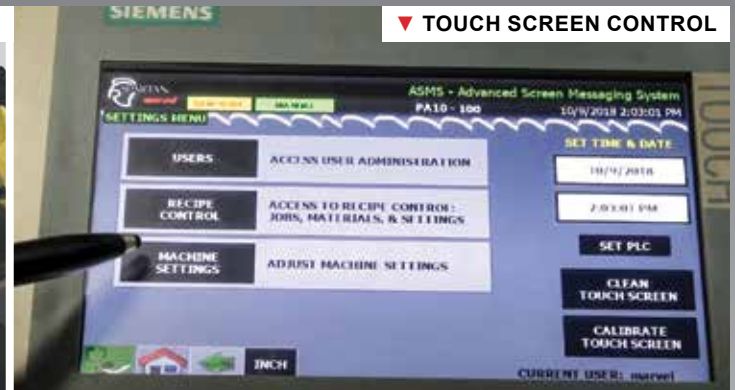 SIEMENS
▼ TOUCH SCREEN CONTROL
TOUCH
SPARTAN
marvel
ASMS - Advanced Screen Messaging System
PA10 - 100
10/9/2018 2:03:01 PM
SETTINGS MENU
SET TIME & DATE
USERS
ACCESS USER ADMINISTRATION
10/9/2018
RECIPE
CONTROL
ACCESS TO RECIPE CONTROL:
JOBS, MATERIALS, & SETTINGS
2:03:01 PM
SET PLC
MACHINE
SETTINGS
ADJUST MACHINE SETTINGS
CLEAN
TOUCH SCREEN
CALIBRATE
TOUCH SCREEN
INCH
CURRENT USER: marvel